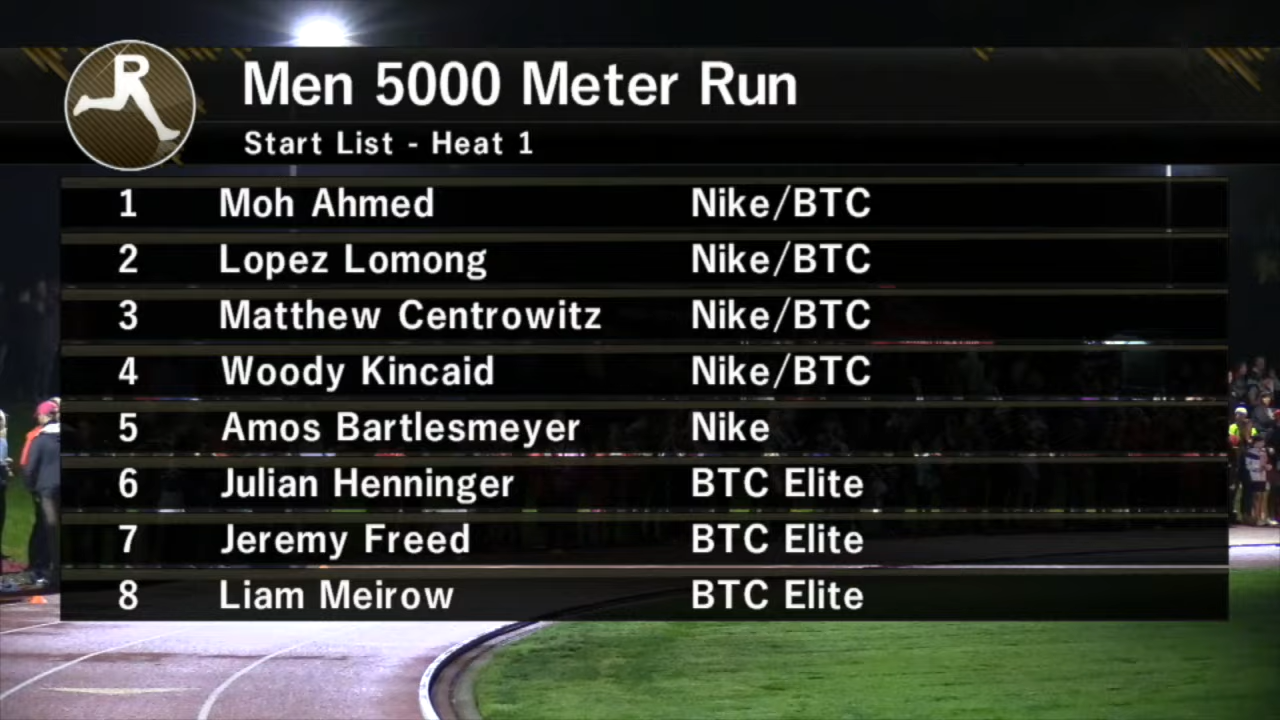 R
Men 5000 Meter Run
Start List - Heat 1
1 Moh Ahmed Nike/BTC
2 Lopez Lomong Nike/BTC
3 Matthew Centrowitz Nike/BTC
4 Woody Kincaid Nike/BTC
5 Amos Bartlesmeyer Nike
6 Julian Henninger BTC Elite
7 Jeremy Freed BTC Elite
8 Liam Meirow BTC Elite